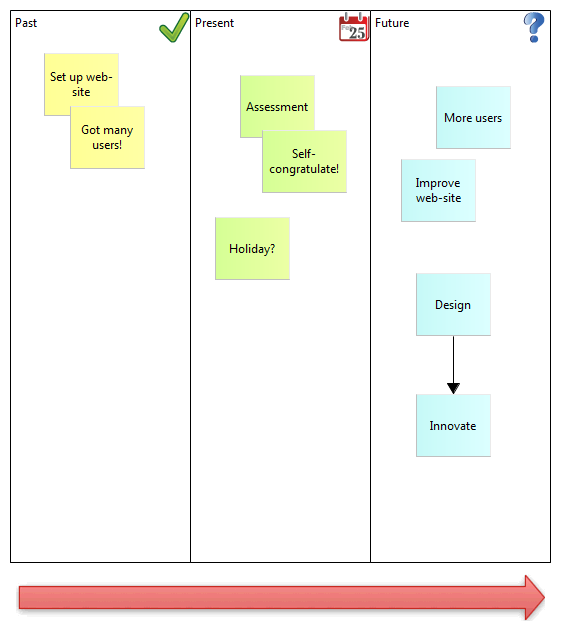 Past
Present
25
Future
Set up web-
site
Got many
users!
Assessment
Self-
congratulate!
Holiday?
More users
Improve
web-site
Design
Innovate